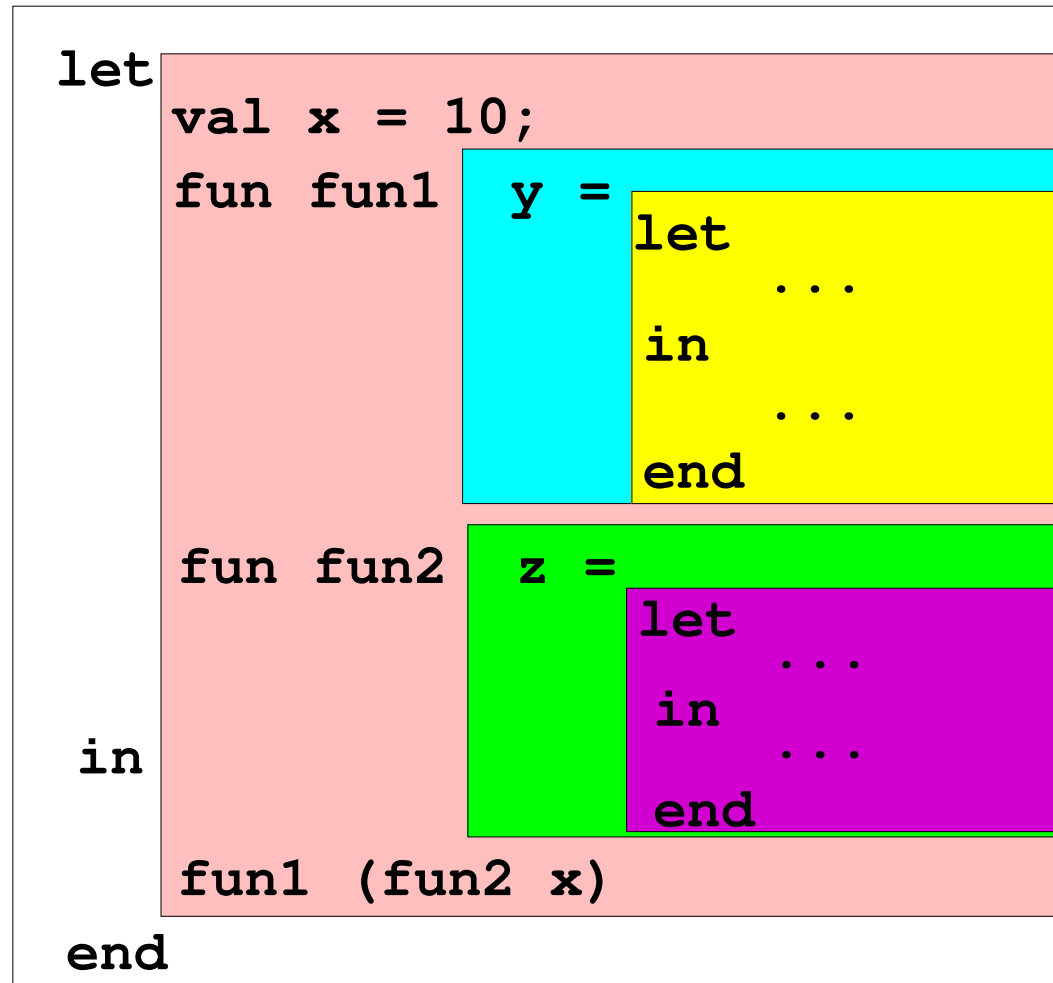 let
val x = 10;
fun fun1 y =
let
...
in
...
end
fun fun2 z =
let
...
in
...
in
end
fun1 (fun2 x)
end